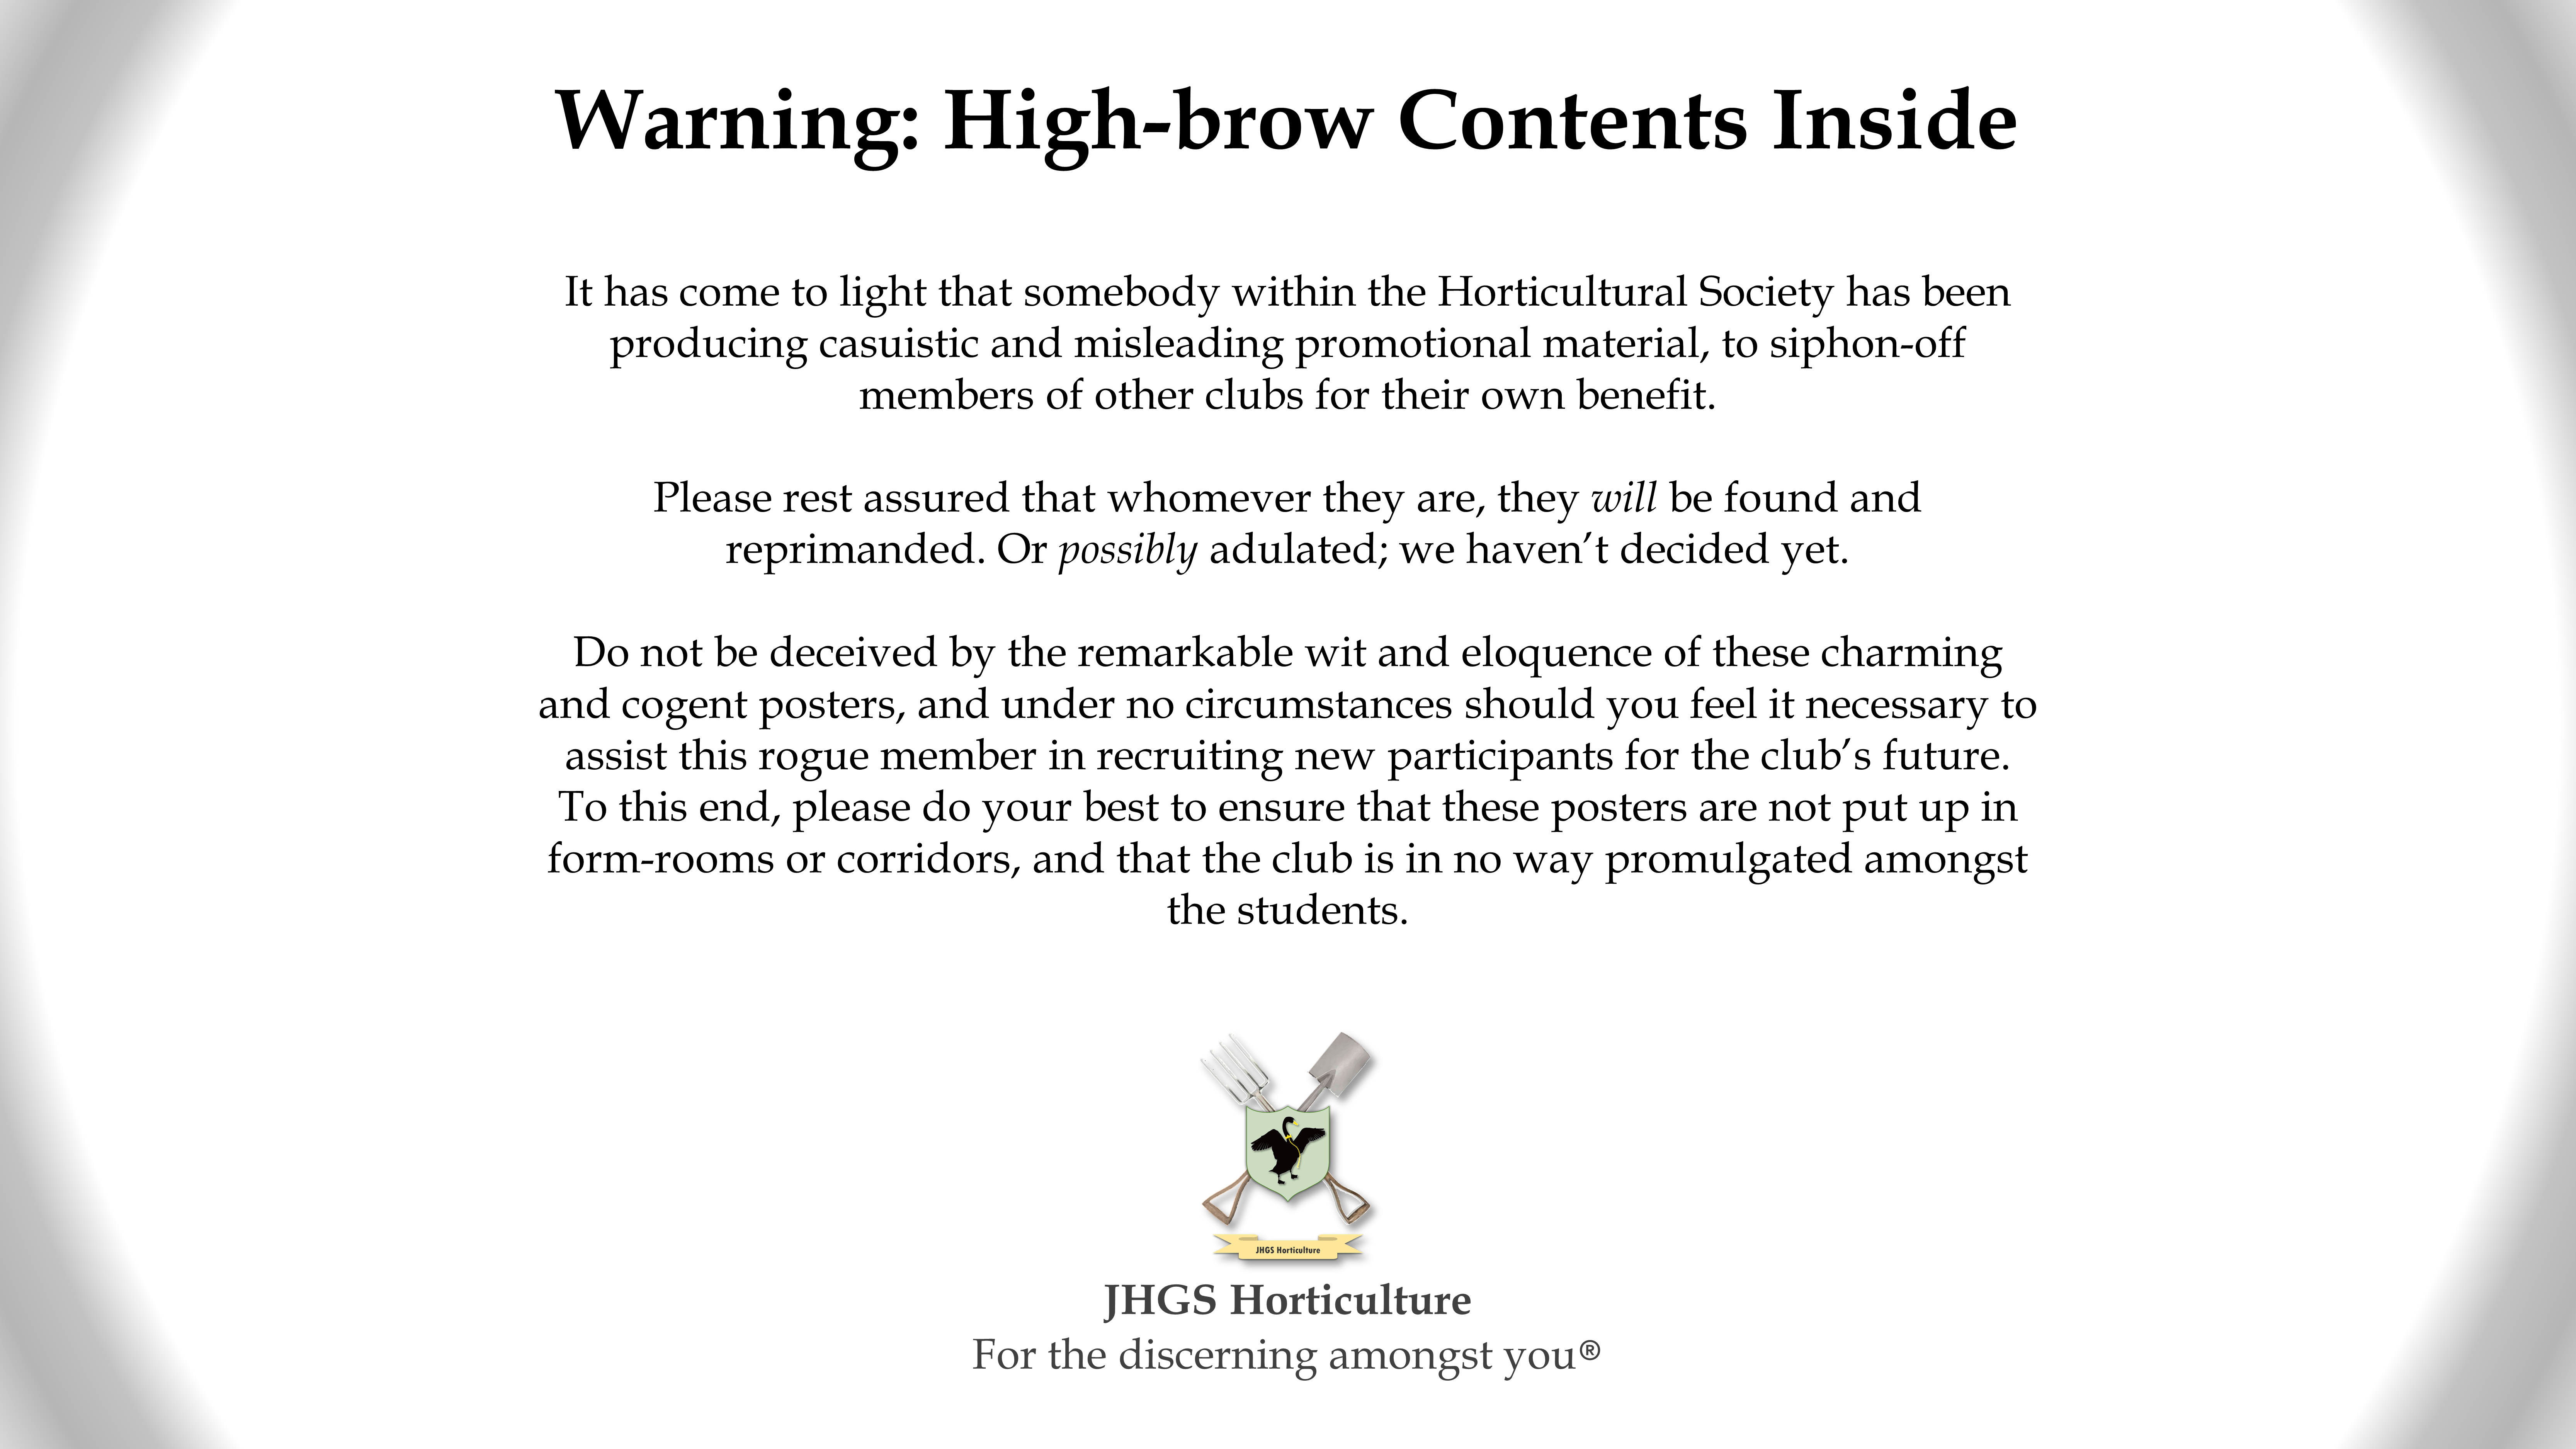 Warning: High-brow Contents Inside
It has come to light that somebody within the Horticultural Society has been
producing casuistic and misleading promotional material, to siphon-off
members of other clubs for their own benefit.
Please rest assured that whomever they are, they will be found and
reprimanded. Or possibly adulated; we haven’t decided yet.
Do not be deceived by the remarkable wit and eloquence of these charming
and cogent posters, and under no circumstances should you feel it necessary to
assist this rogue member in recruiting new participants for the club’s future.
To this end, please do your best to ensure that these posters are not put up in
form-rooms or corridors, and that the club is in no way promulgated amongst
the students.
JHGS Horticulture
JHGS Horticulture
For the discerning amongst you®